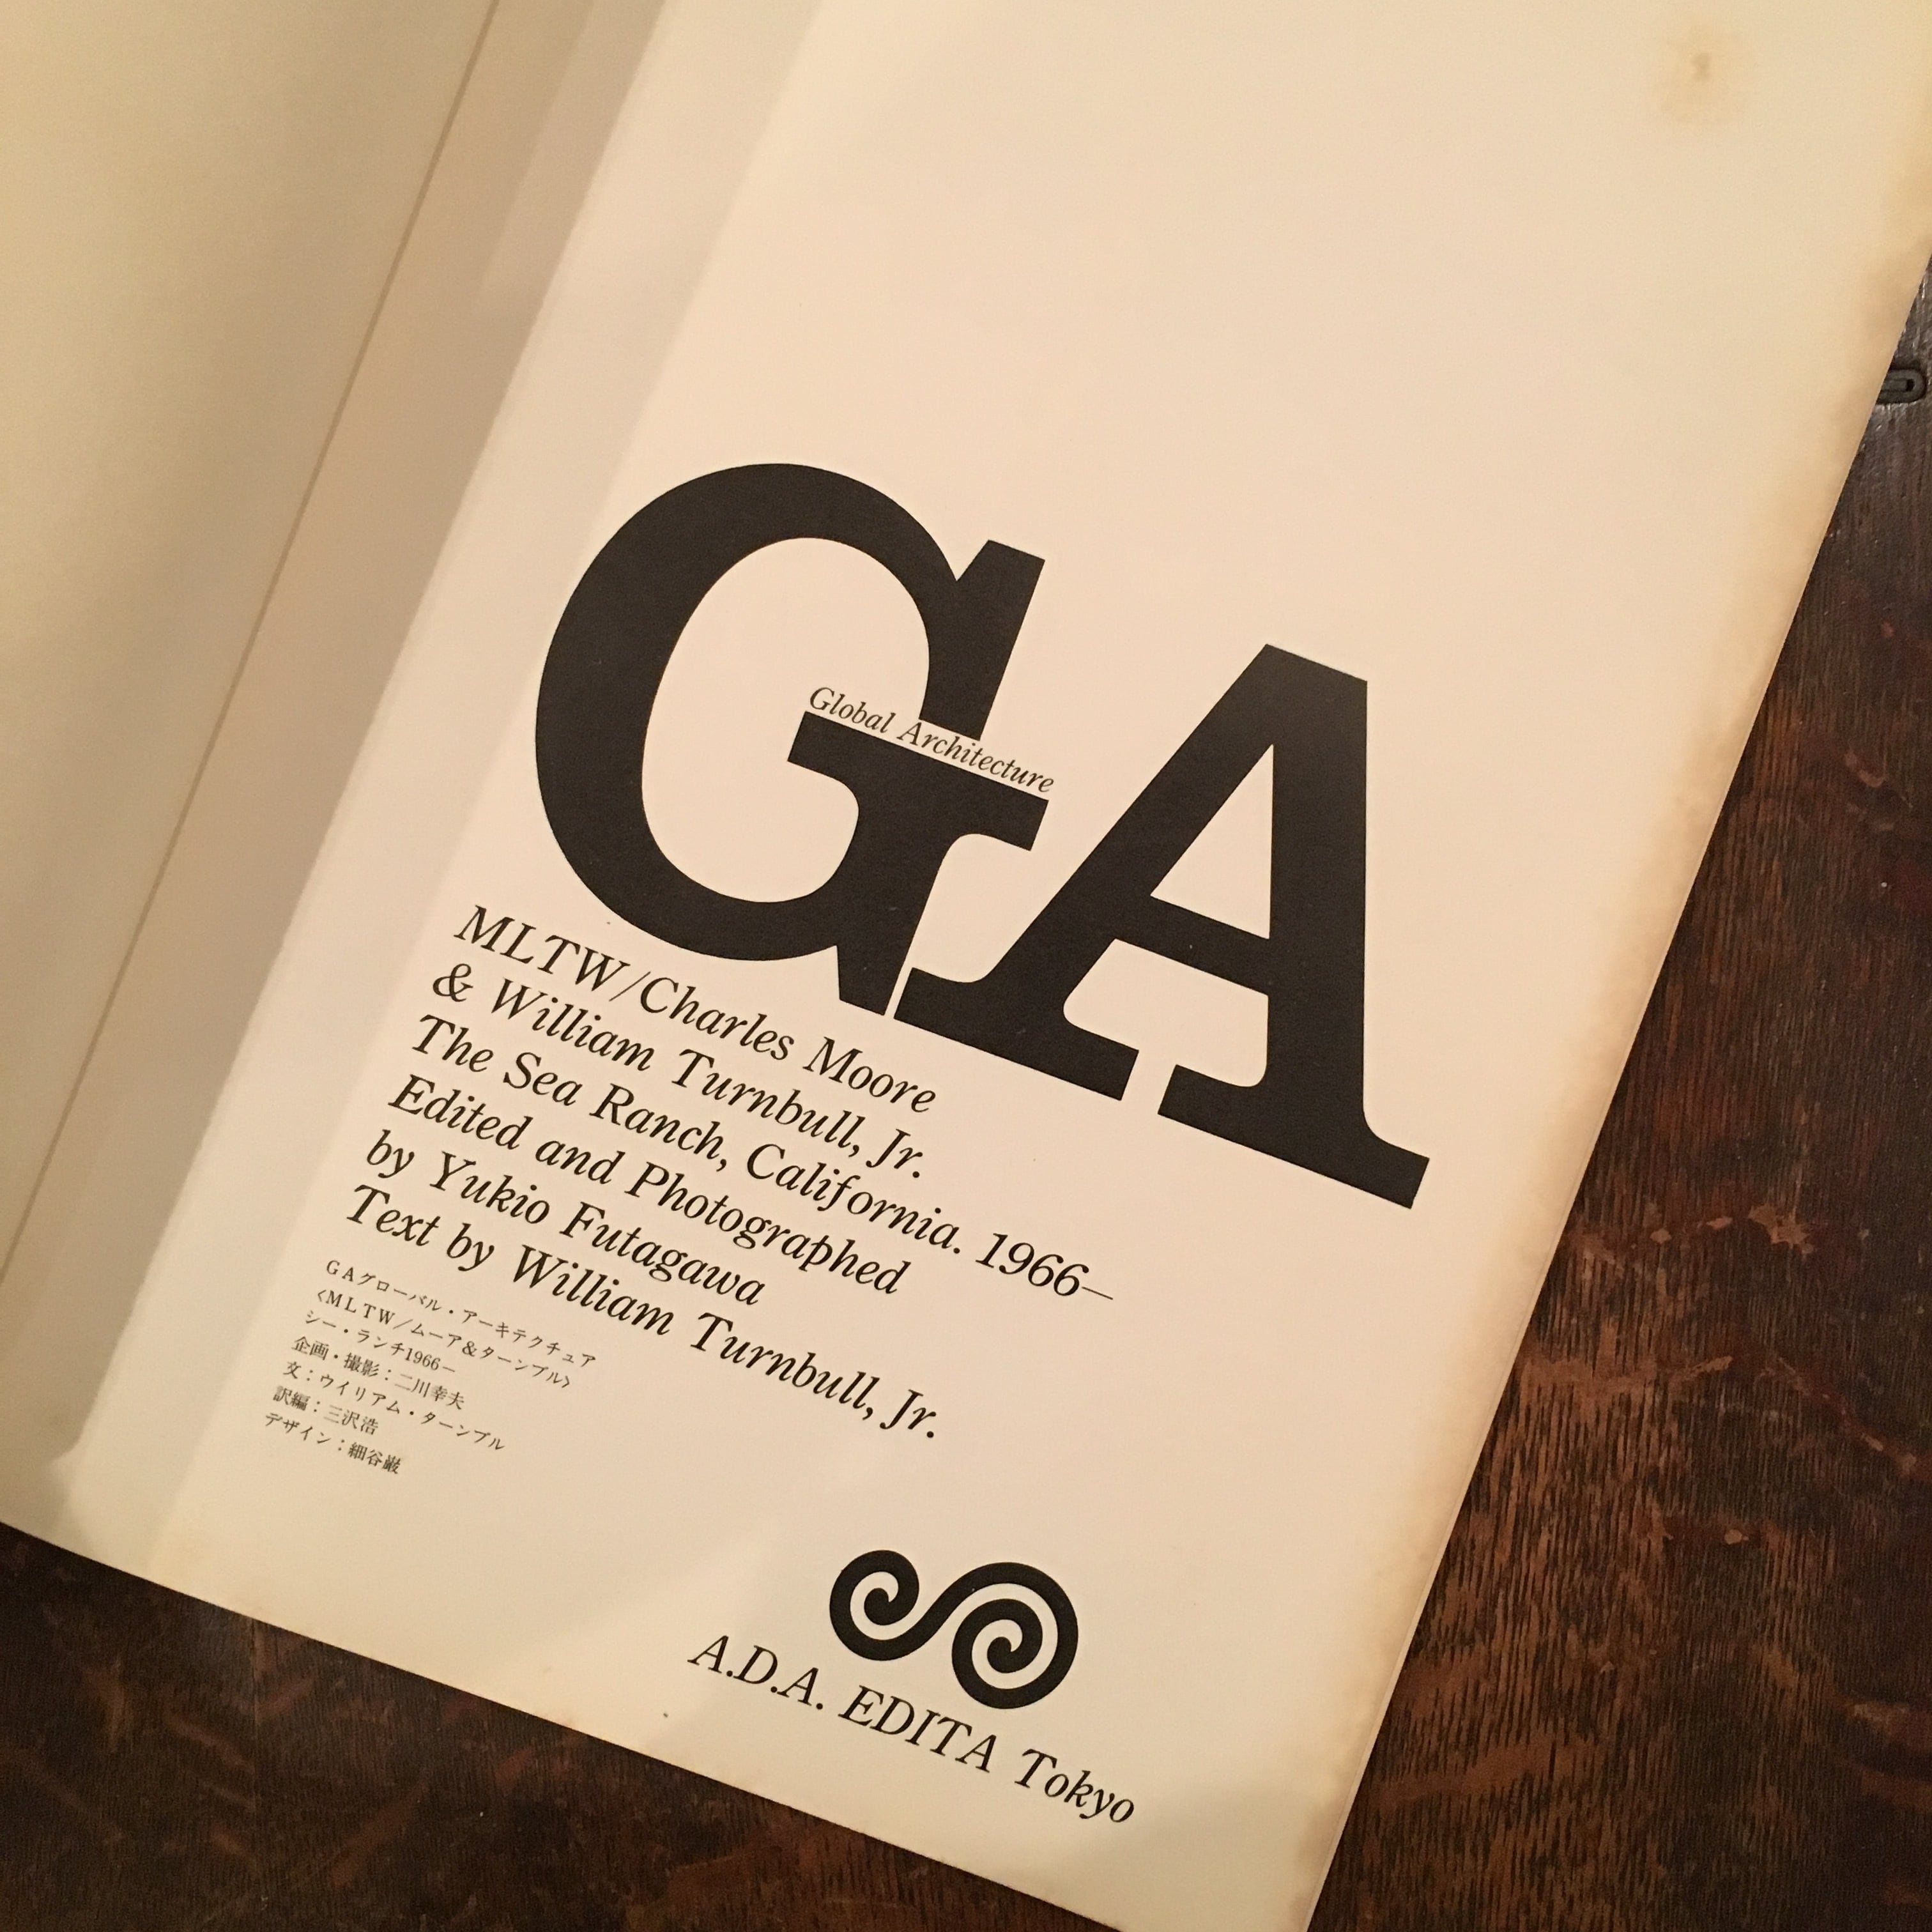 GA
Global Architecture
MLTW/Charles Moore
& William Turnbull, Jr.
The Sea Ranch, California. 1966–
Edited and Photographed
by Yukio Futagawa
Text by William Turnbull, Jr.
GAグローバル・アーキテクチュア
〈MLTW/ムーア&ターンブル〉
シー・ランチ1966–
企画・撮影:二川幸夫
文:ウイリアム・ターンブル
訳編:三沢浩
デザイン:細谷巖
A.D.A. EDITA Tokyo